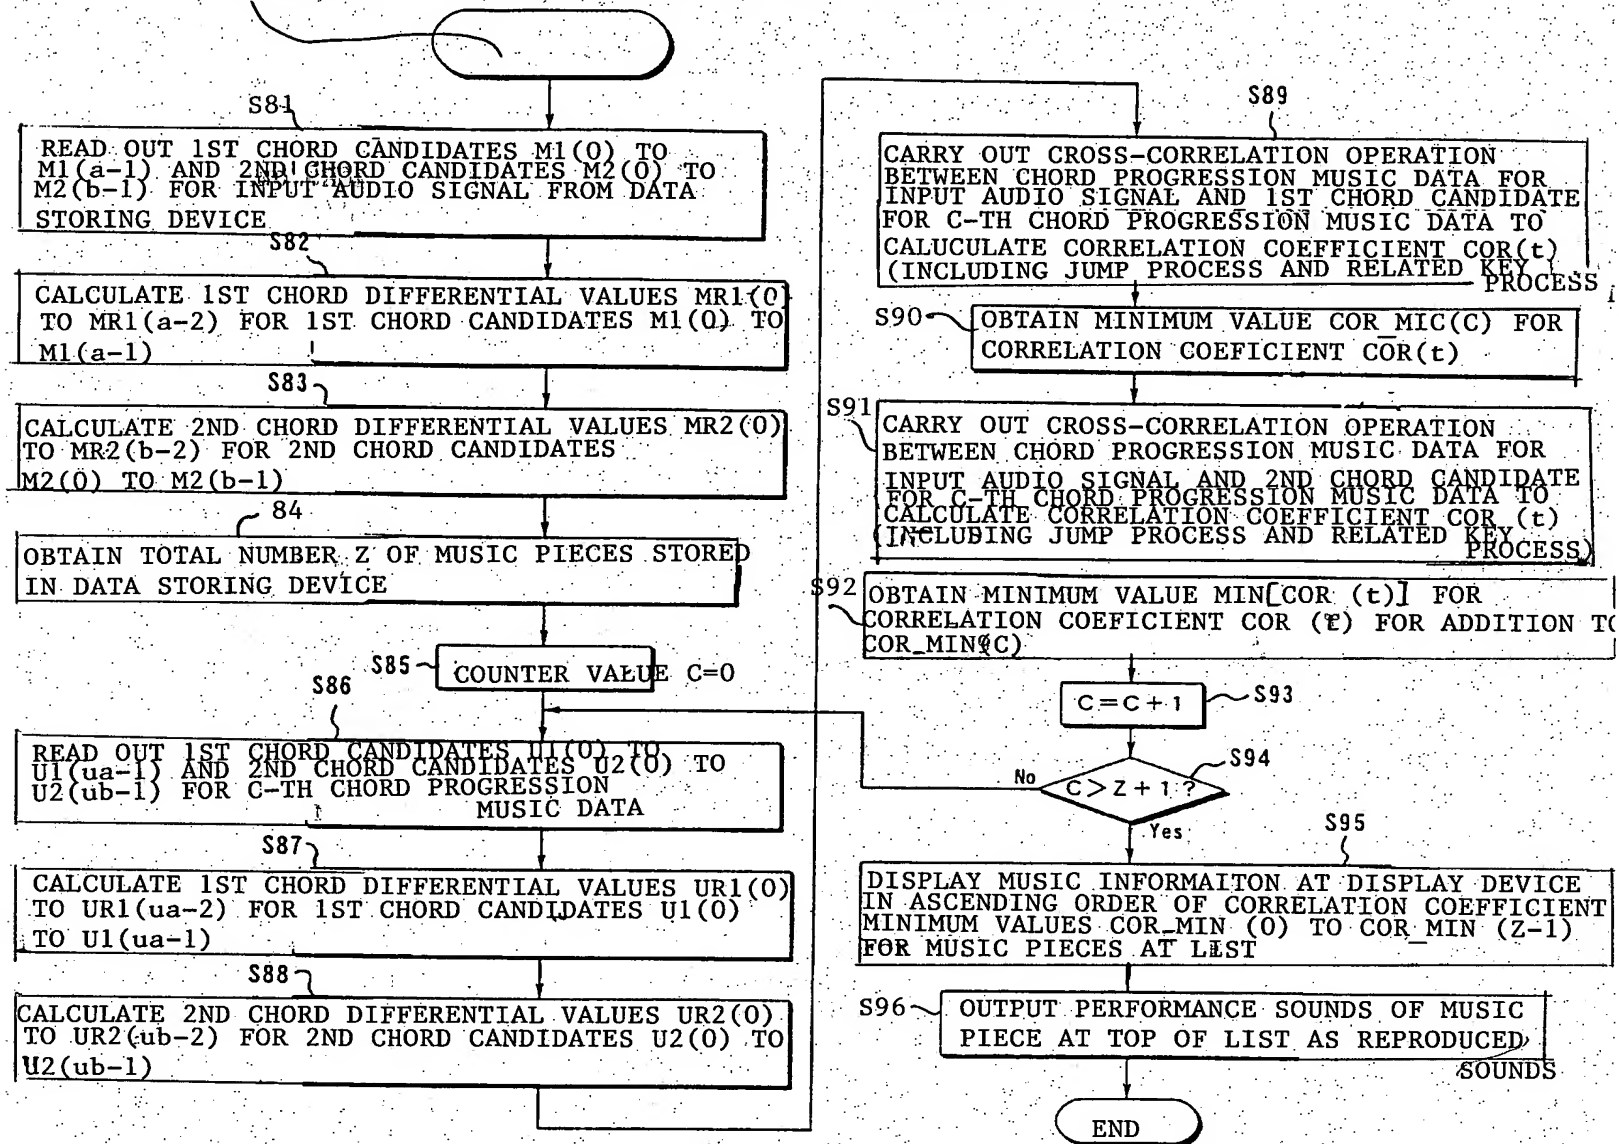 S81
READ OUT 1ST CHORD CANDIDATES M1(0) TO
M1(a-1) AND 2ND CHORD CANDIDATES M2(0) TO
M2(b-1) FOR INPUT AUDIO SIGNAL FROM DATA
STORING DEVICE
S82
CALCULATE 1ST CHORD DIFFERENTIAL VALUES MR1(0)
TO MR1(a-2) FOR 1ST CHORD CANDIDATES M1(0) TO
M1(a-1)
S83
CALCULATE 2ND CHORD DIFFERENTIAL VALUES MR2(0)
TO MR2(b-2) FOR 2ND CHORD CANDIDATES
M2(0) TO M2(b-1)
84
OBTAIN TOTAL NUMBER Z OF MUSIC PIECES STORED
IN DATA STORING DEVICE
S85
COUNTER VALUE C=0
S86
READ OUT 1ST CHORD CANDIDATES U1(0) TO
U1(ua-1) AND 2ND CHORD CANDIDATES U2(0) TO
U2(ub-1) FOR C-TH CHORD PROGRESSION
MUSIC DATA
S87
CALCULATE 1ST CHORD DIFFERENTIAL VALUES UR1(0)
TO UR1(ua-2) FOR 1ST CHORD CANDIDATES U1(0)
TO U1(ua-1)
S88
CALCULATE 2ND CHORD DIFFERENTIAL VALUES UR2(0)
TO UR2(ub-2) FOR 2ND CHORD CANDIDATES U2(0) TO
U2(ub-1)
S89
CARRY OUT CROSS-CORRELATION OPERATION
BETWEEN CHORD PROGRESSION MUSIC DATA FOR
INPUT AUDIO SIGNAL AND 1ST CHORD CANDIDATE
FOR C-TH CHORD PROGRESSION MUSIC DATA TO
CALUCULATE CORRELATION COEFFICIENT COR(t)
(INCLUDING JUMP PROCESS AND RELATED KEY
PROCESS
S90
OBTAIN MINIMUM VALUE COR_MIC(C) FOR
CORRELATION COEFICIENT COR(t)
S91
CARRY OUT CROSS-CORRELATION OPERATION
BETWEEN CHORD PROGRESSION MUSIC DATA FOR
INPUT AUDIO SIGNAL AND 2ND CHORD CANDIDATE
FOR C-TH CHORD PROGRESSION MUSIC DATA TO
CALCULATE CORRELATION COEFFICIENT COR (t)
(INCLUDING JUMP PROCESS AND RELATED KEY
PROCESS)
S92
OBTAIN MINIMUM VALUE MIN[COR (t)] FOR
CORRELATION COEFICIENT COR (t) FOR ADDITION TO
COR_MIN(C)
C=C+1
S93
S94
C>Z+1?
No
Yes
S95
DISPLAY MUSIC INFORMAITON AT DISPLAY DEVICE
IN ASCENDING ORDER OF CORRELATION COEFFICIENT
MINIMUM VALUES COR_MIN (0) TO COR_MIN (Z-1)
FOR MUSIC PIECES AT LIST
S96
OUTPUT PERFORMANCE SOUNDS OF MUSIC
PIECE AT TOP OF LIST AS REPRODUCED
SOUNDS
END